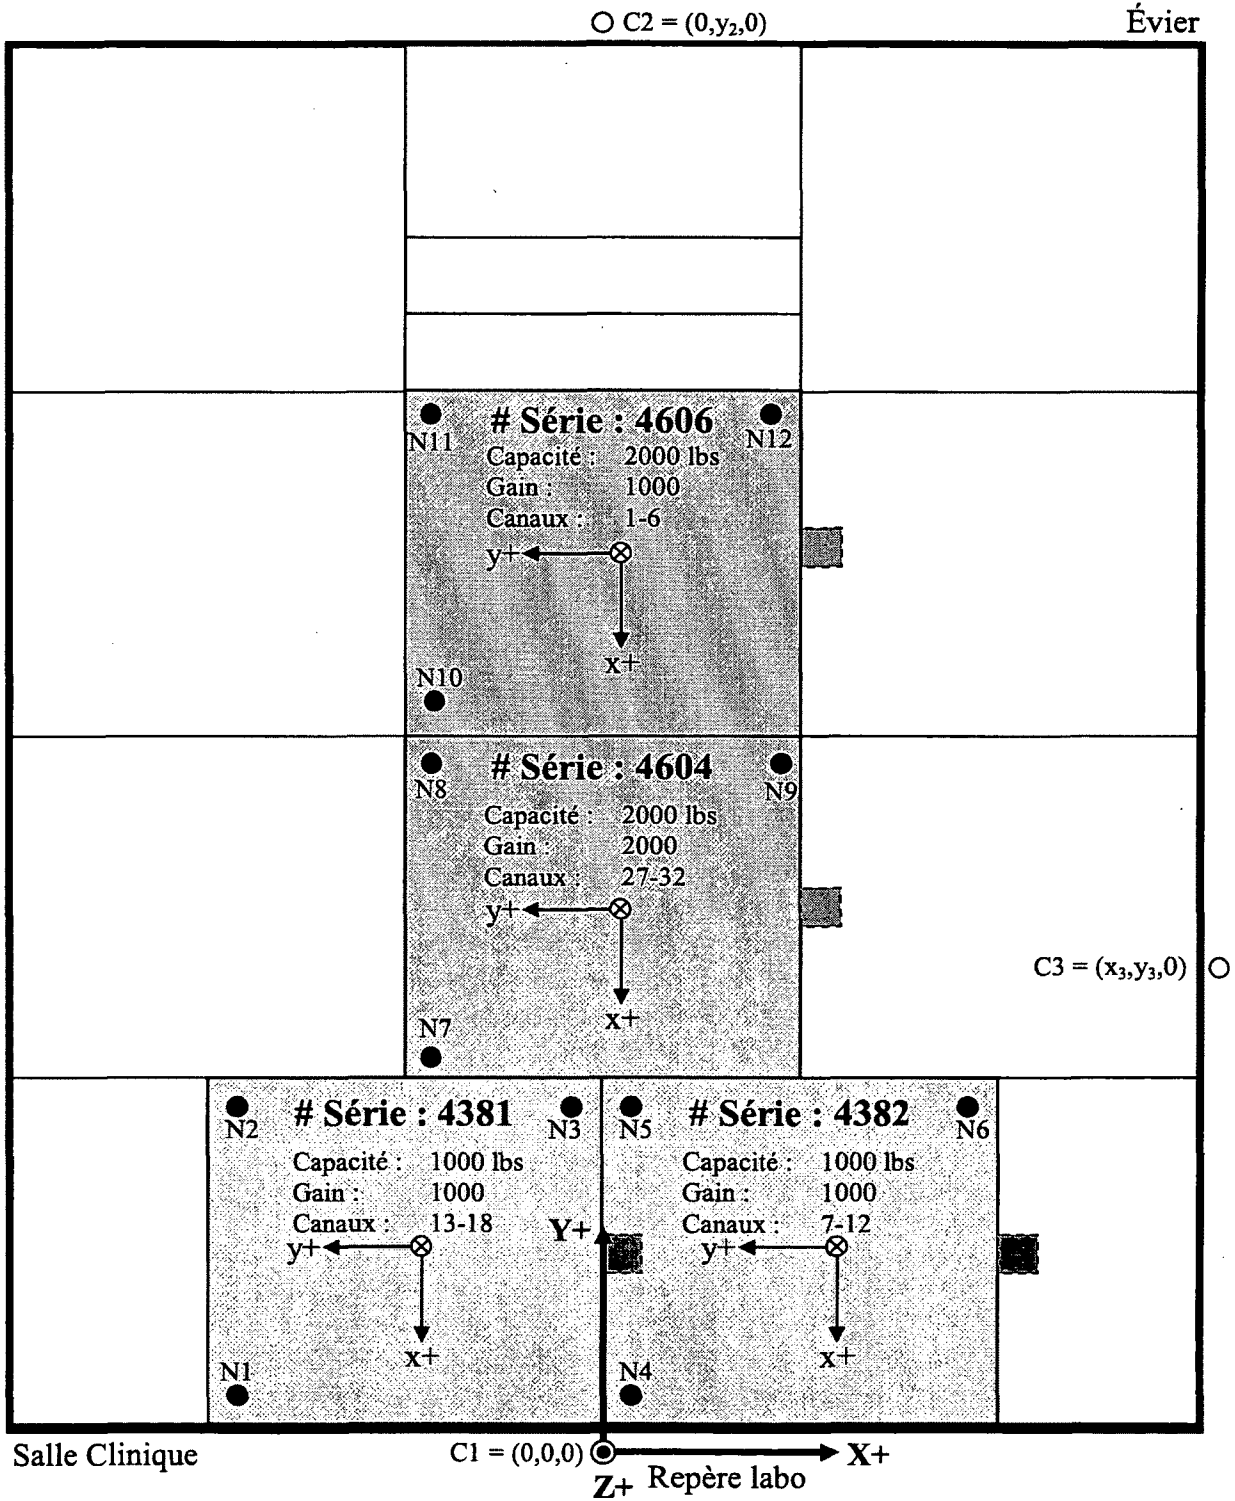 C2 = (0,y₂,0)
Évier
# Série : 4606
N11
N12
Capacité : 2000 lbs
Gain : 1000
Canaux : 1-6
y+
x+
N10
# Série : 4604
N8
N9
Capacité : 2000 lbs
Gain : 2000
Canaux : 27-32
y+
C3 = (x₃,y₃,0)
x+
N7
# Série : 4381
N2
N3
Capacité : 1000 lbs
Gain : 1000
Canaux : 13-18
y+
x+
N1
# Série : 4382
N5
N6
Capacité : 1000 lbs
Gain : 1000
Canaux : 7-12
Y+
y+
x+
N4
Salle Clinique
C1 = (0,0,0)
X+
Z+
Repère labo